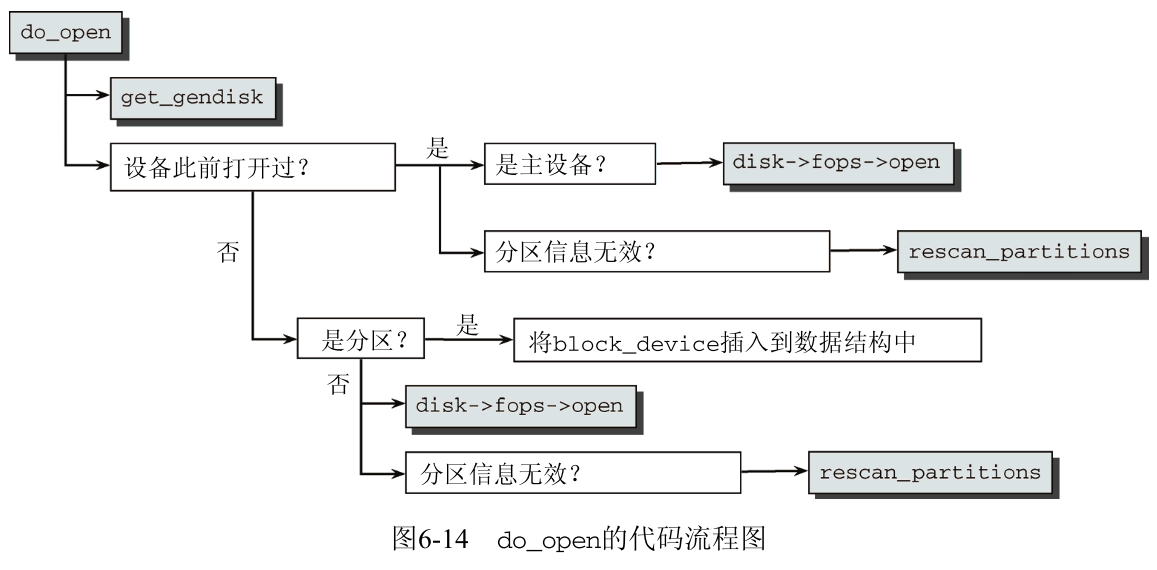 do_open
get_gendisk
设备此前打开过？
是
是主设备？
disk->fops->open
否
分区信息无效？
rescan_partitions
是分区？
是
将block_device插入到数据结构中
否
disk->fops->open
分区信息无效？
rescan_partitions
图6-14 do_open的代码流程图